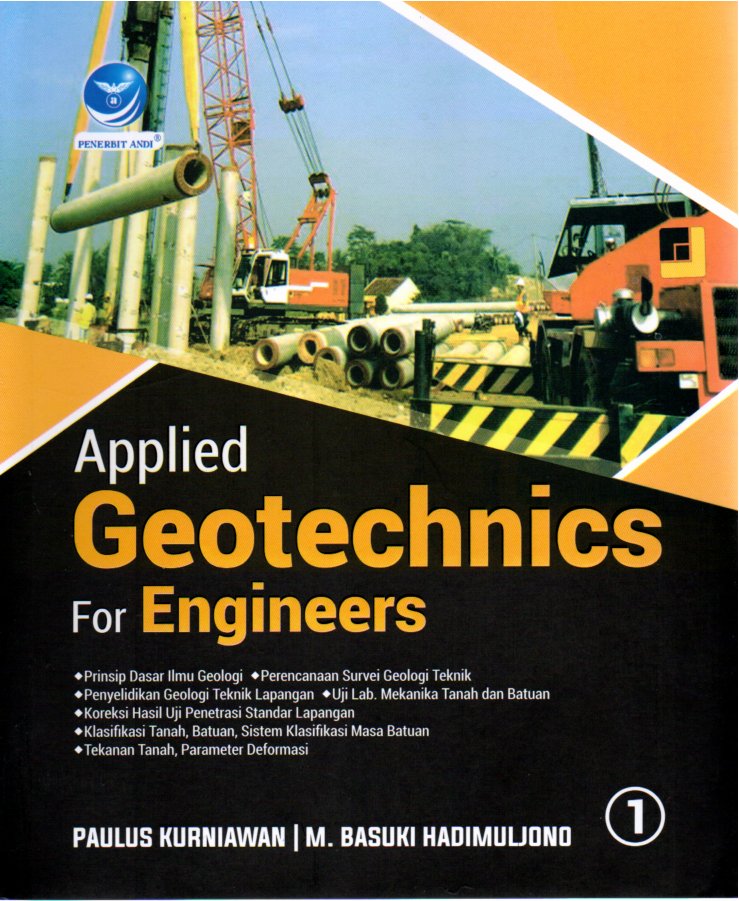 a
PENERBIT ANDI®
Applied
Geotechnics
For Engineers
◆Prinsip Dasar Ilmu Geologi ◆Perencanaan Survei Geologi Teknik
◆Penyelidikan Geologi Teknik Lapangan ◆Uji Lab. Mekanika Tanah dan Batuan
◆Koreksi Hasil Uji Penetrasi Standar Lapangan
◆Klasifikasi Tanah, Batuan, Sistem Klasifikasi Masa Batuan
◆Tekanan Tanah, Parameter Deformasi
1
PAULUS KURNIAWAN | M. BASUKI HADIMULJONO